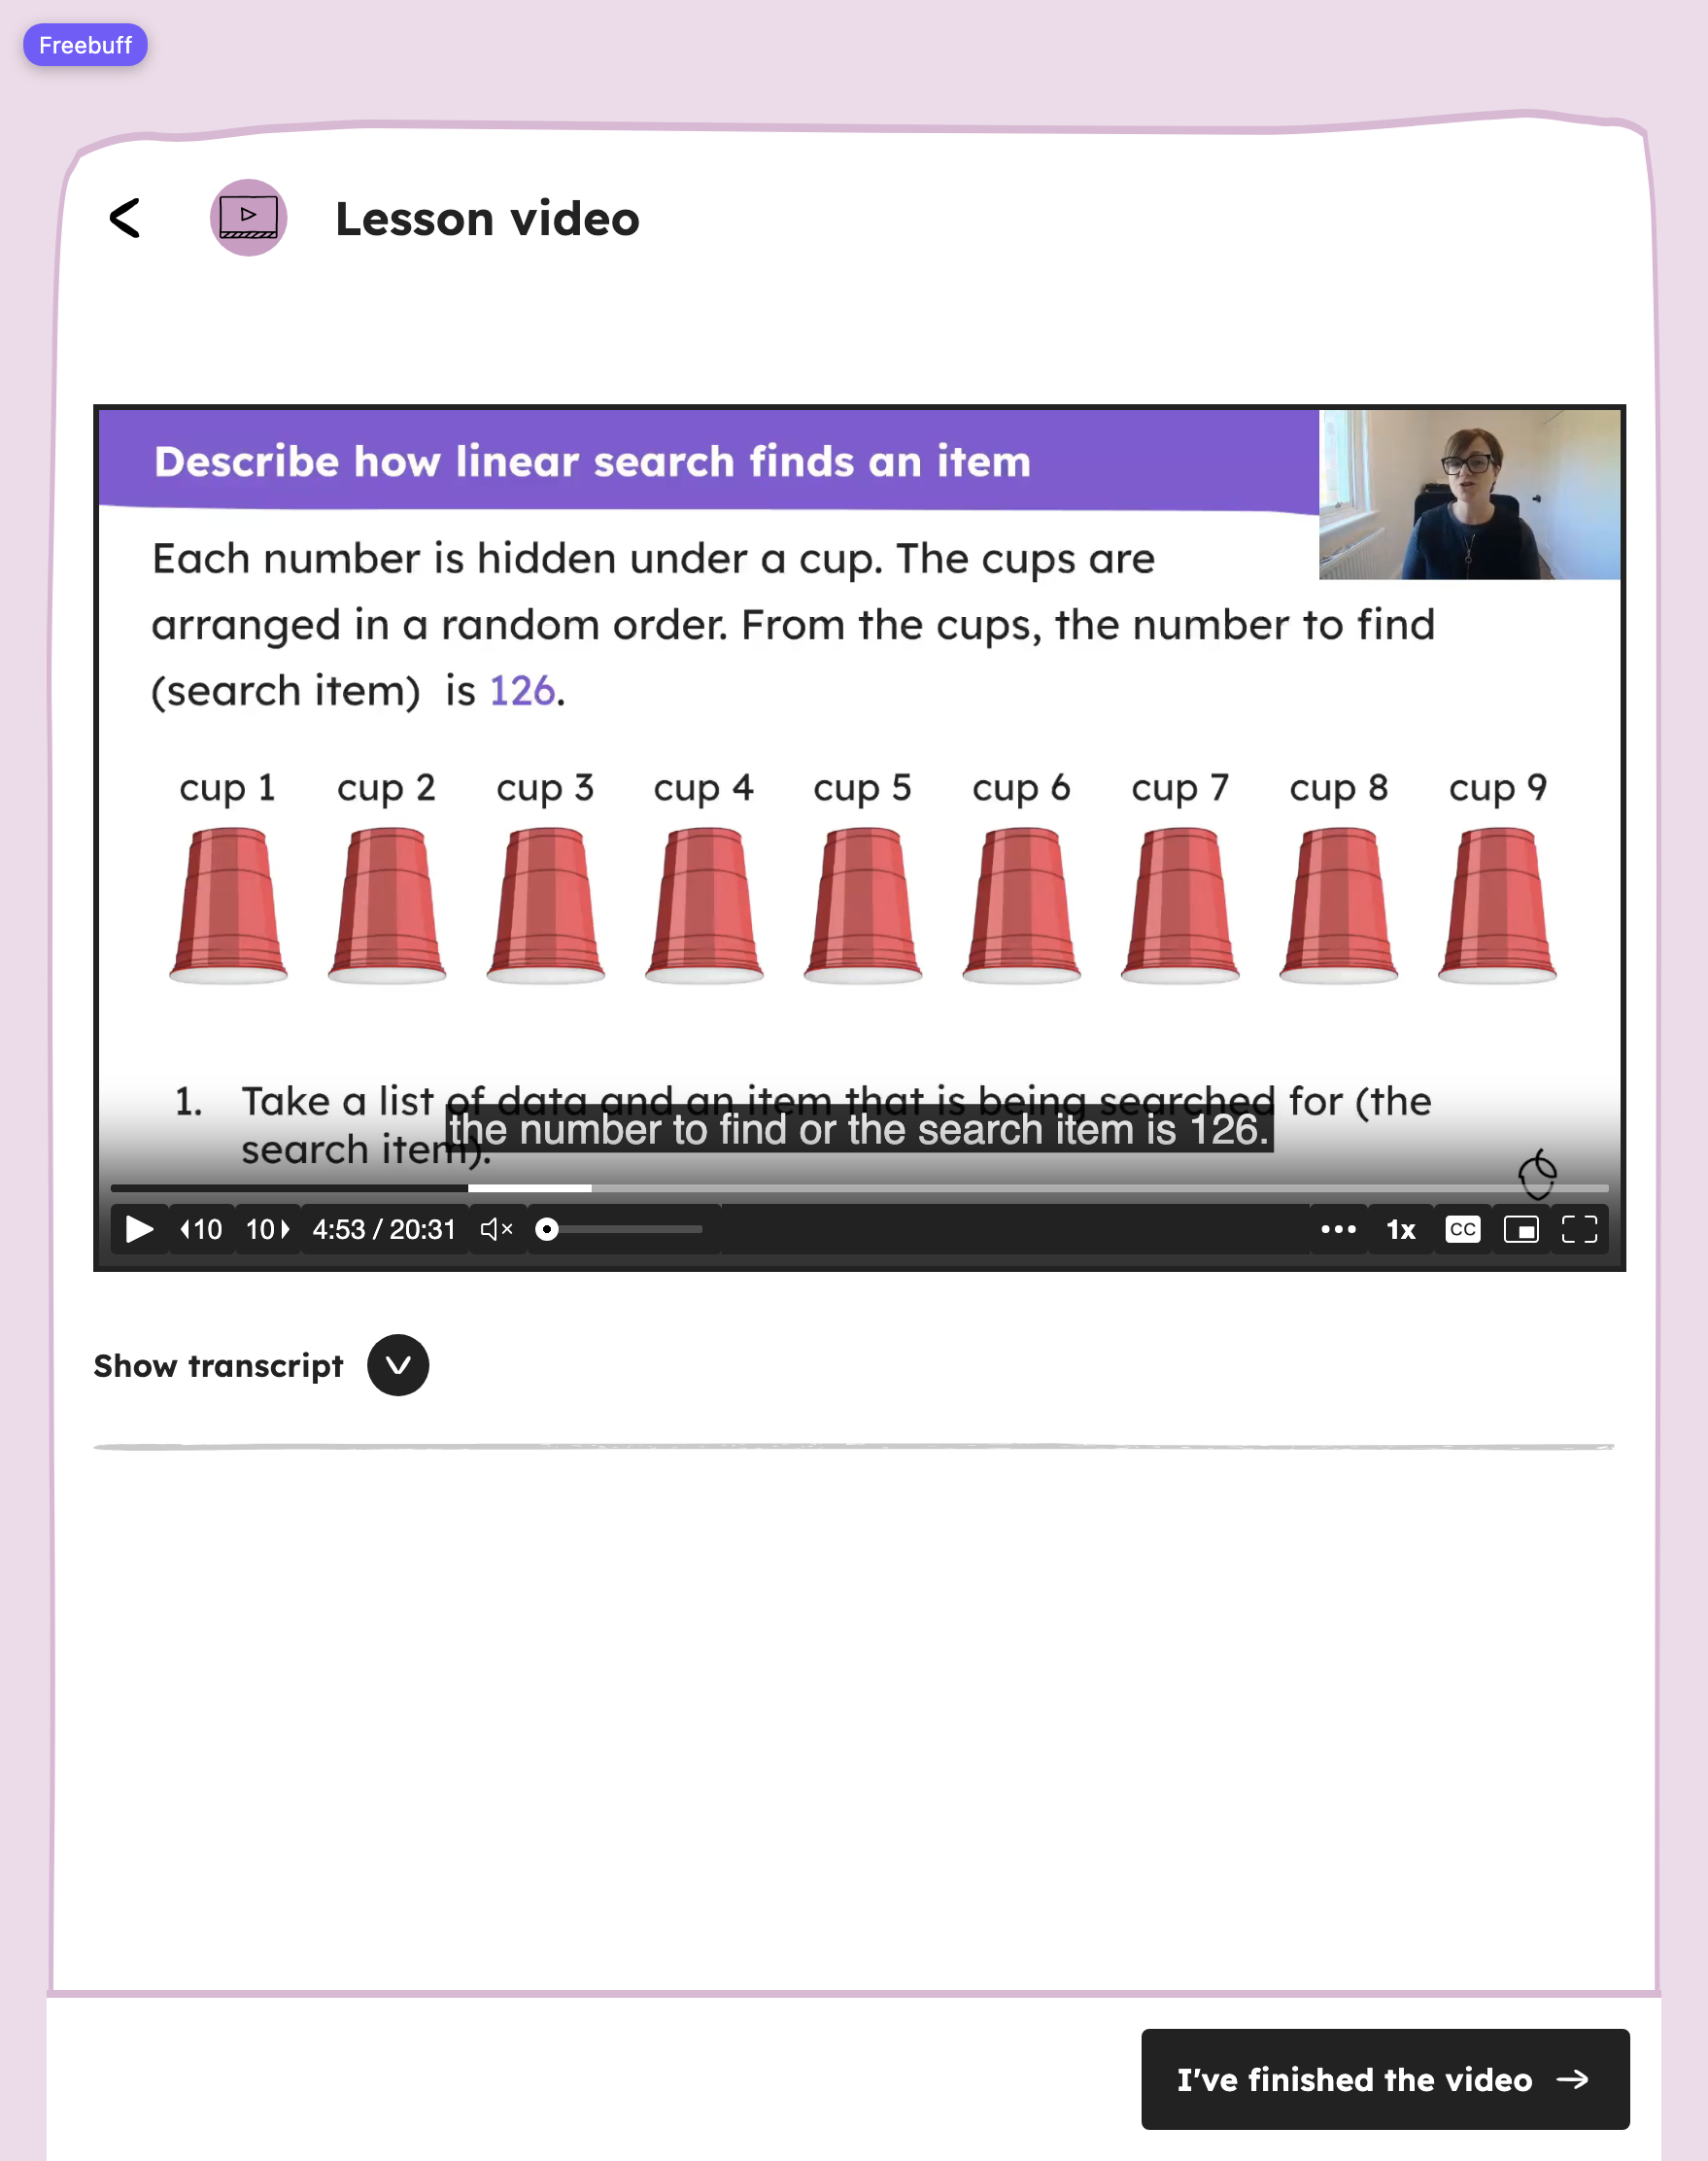 Freebuff
Lesson video
Describe how linear search finds an item
Each number is hidden under a cup. The cups are
arranged in a random order. From the cups, the number to find
(search item) is 126.
cup 1 cup 2 cup 3 cup 4 cup 5 cup 6 cup 7 cup 8 cup 9
1. Take a list of data and an item that is being searched for (the
search item).
the number to find or the search item is 126.
10 10 4:53 / 20:31 1x CC
Show transcript
I've finished the video